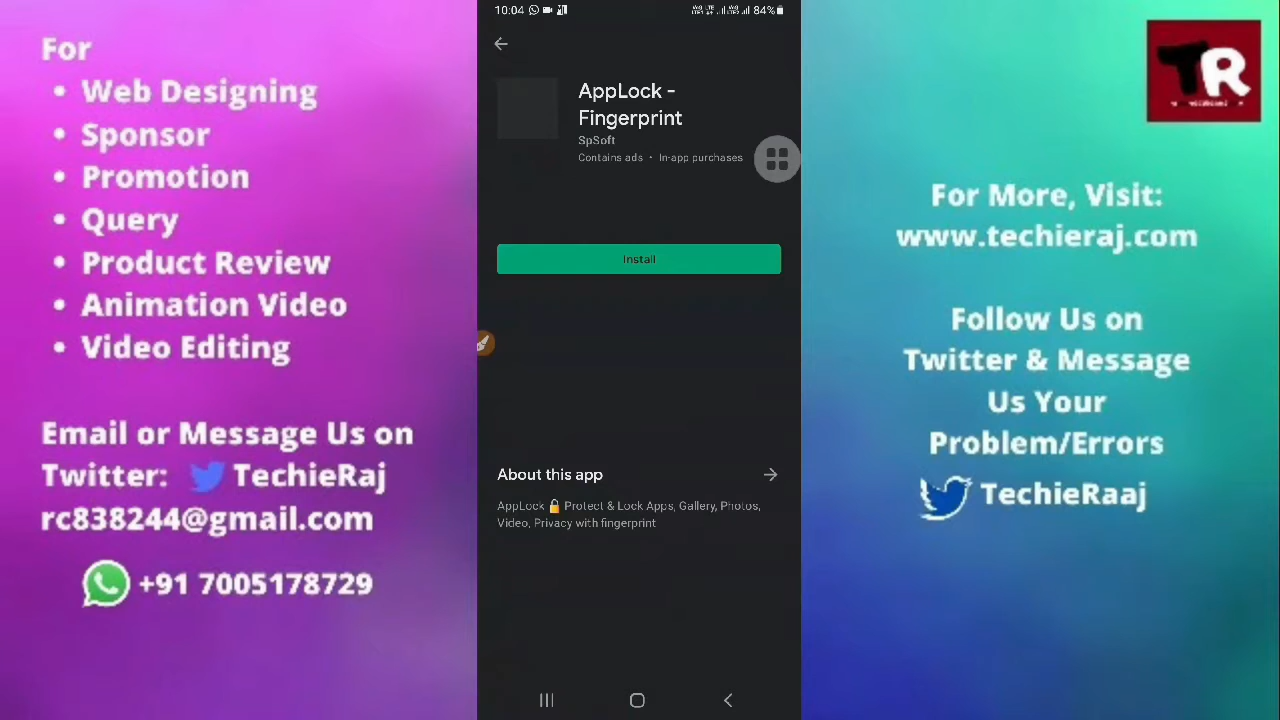 For
• Web Designing
• Sponsor
• Promotion
• Query
• Product Review
• Animation Video
• Video Editing
Email or Message Us on
Twitter: TechieRaj
rc838244@gmail.com
+91 7005178729
10:04
84%
AppLock -
Fingerprint
SpSoft
Contains ads • In-app purchases
Install
About this app
AppLock 🔒 Protect & Lock Apps, Gallery, Photos,
Video, Privacy with fingerprint
TR
For More, Visit:
www.techieraj.com
Follow Us on
Twitter & Message
Us Your
Problem/Errors
TechieRaaj